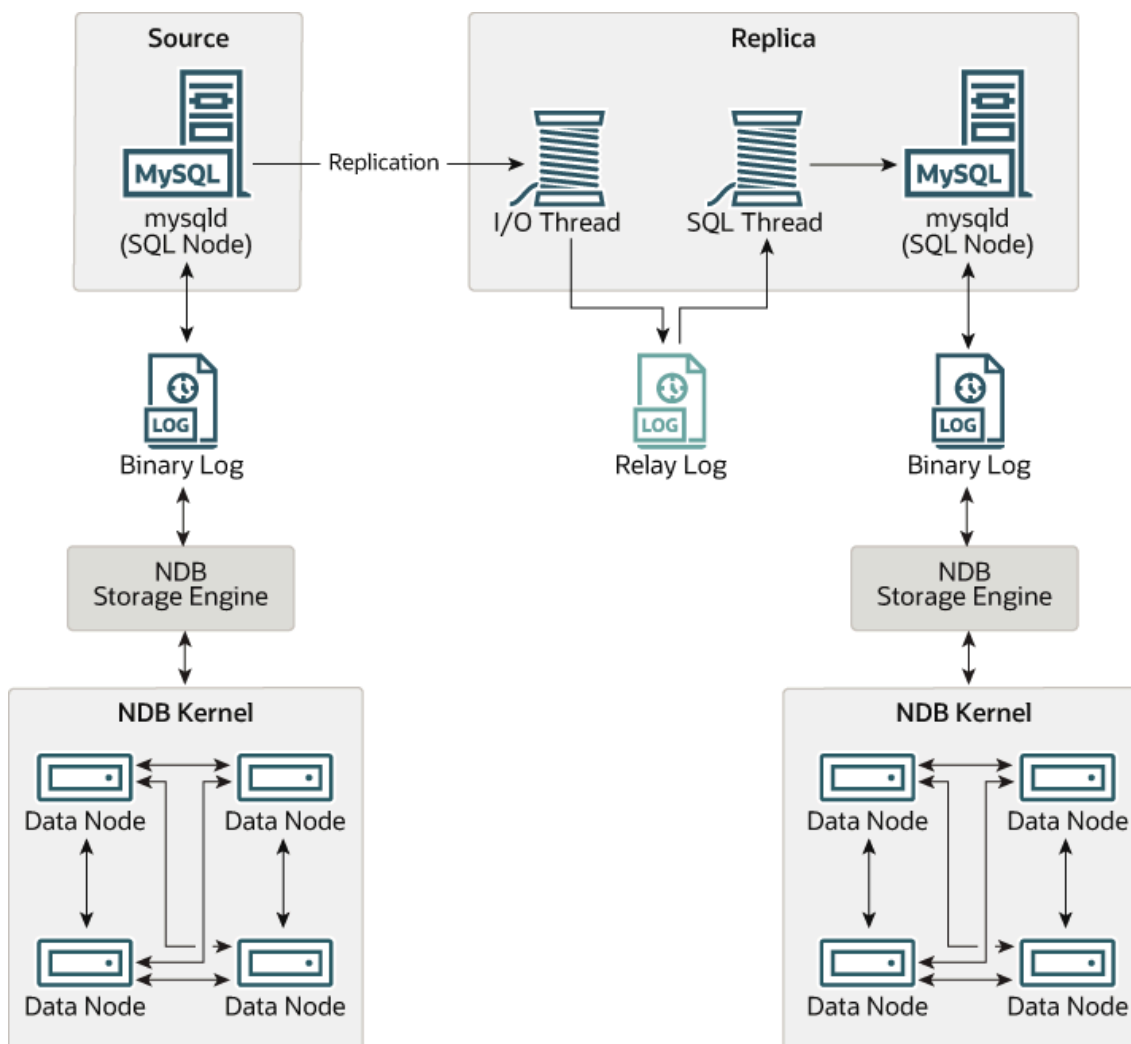 Source
Replica
MySQL
Replication
MySQL
mysqld
(SQL Node)
I/O Thread
SQL Thread
mysqld
(SQL Node)
LOG
LOG
LOG
Binary Log
Relay Log
Binary Log
NDB
Storage Engine
NDB
Storage Engine
NDB Kernel
NDB Kernel
Data Node
Data Node
Data Node
Data Node
Data Node
Data Node
Data Node
Data Node